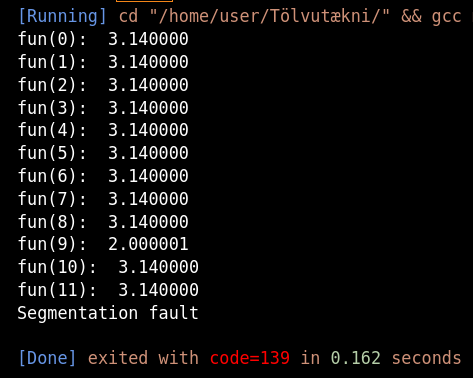 [Running] cd "/home/user/Tölvutækni/" && gcc
fun(0):  3.140000
fun(1):  3.140000
fun(2):  3.140000
fun(3):  3.140000
fun(4):  3.140000
fun(5):  3.140000
fun(6):  3.140000
fun(7):  3.140000
fun(8):  3.140000
fun(9):  2.000001
fun(10):  3.140000
fun(11):  3.140000
Segmentation fault
[Done] exited with code=139 in 0.162 seconds